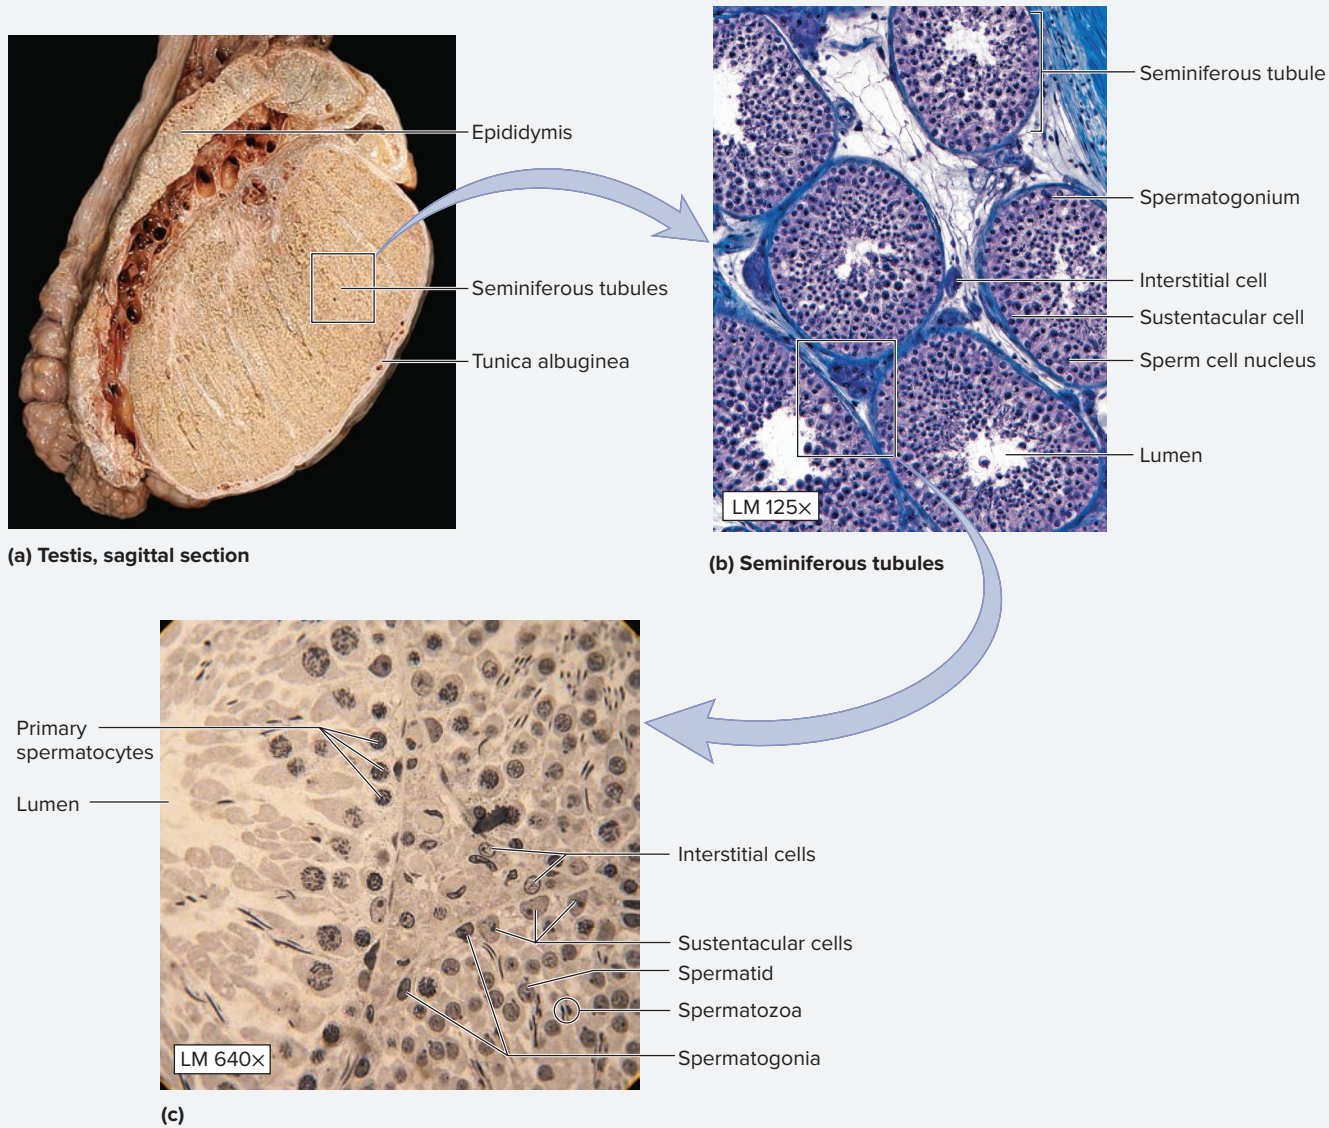 Epididymis
Seminiferous tubules
Tunica albuginea
(a) Testis, sagittal section
Seminiferous tubule
Spermatogonium
Interstitial cell
Sustentacular cell
Sperm cell nucleus
Lumen
LM 125×
(b) Seminiferous tubules
Primary
spermatocytes
Lumen
Interstitial cells
Sustentacular cells
Spermatid
Spermatozoa
Spermatogonia
LM 640×
(c)